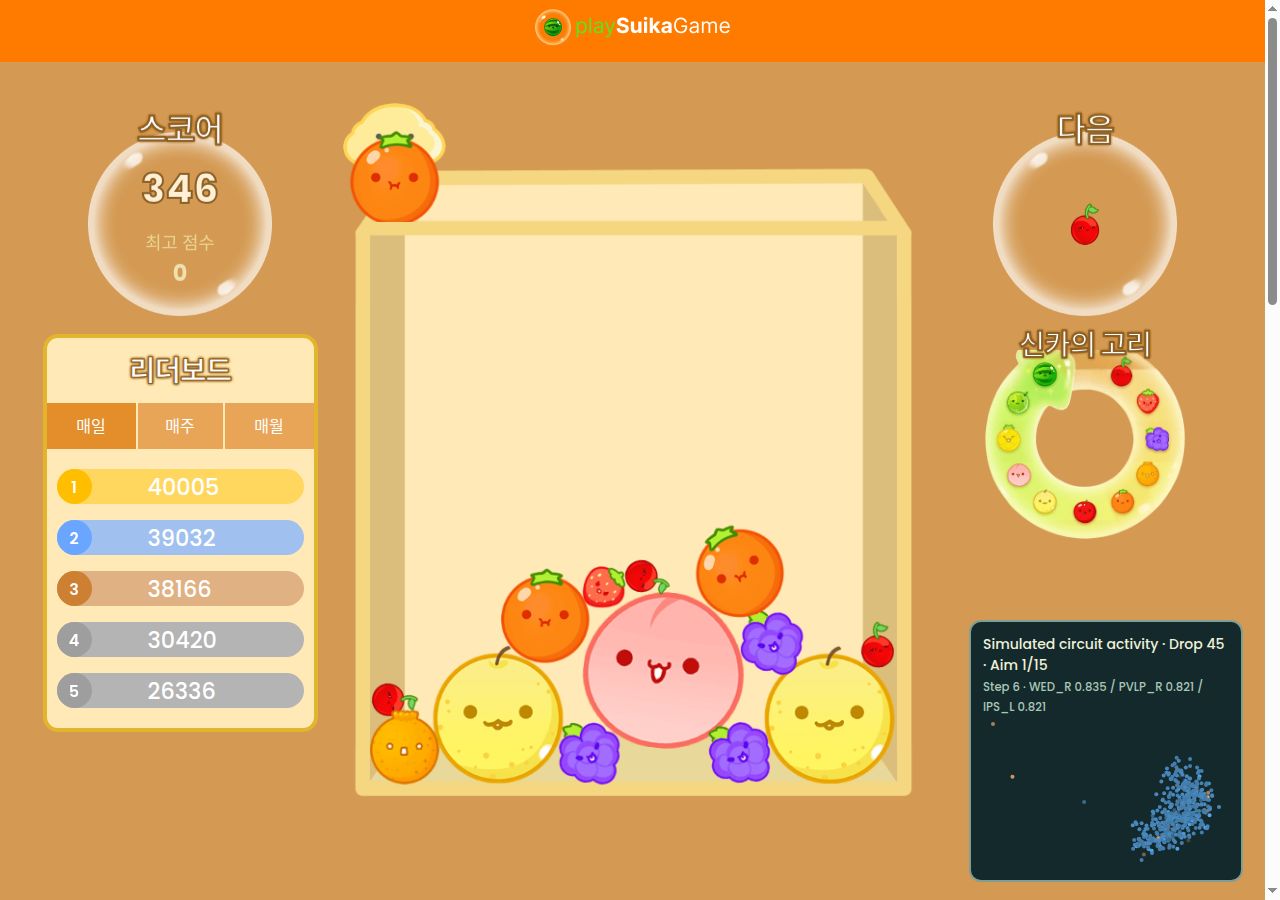 playSuikaGame
스코어
346
최고 점수
0
리더보드
매일 매주 매월
1 40005
2 39032
3 38166
4 30420
5 26336
다음
신카의 고리
Simulated circuit activity · Drop 45
· Aim 1/15
Step 6 · WED_R 0.835 / PVLP_R 0.821 /
IPS_L 0.821